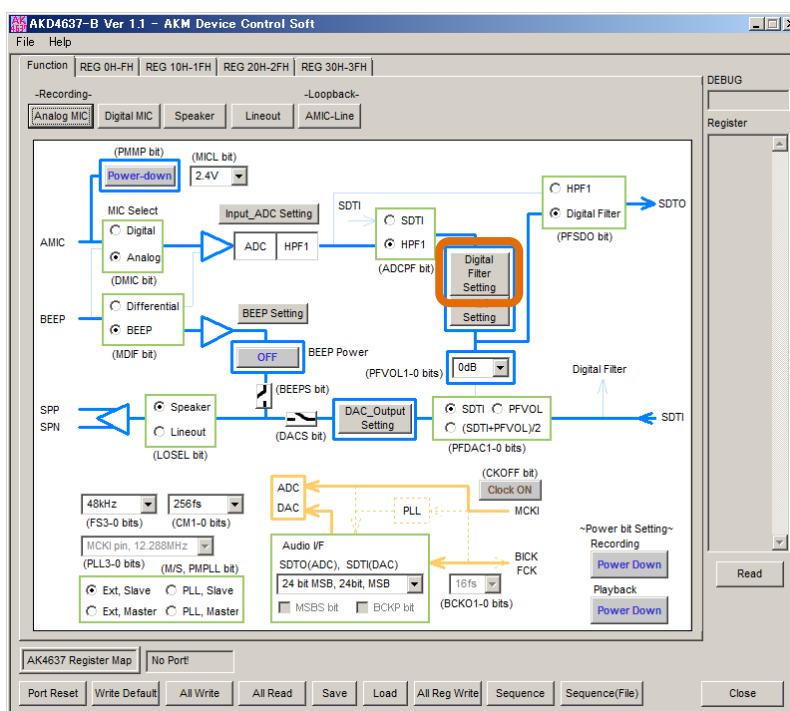 AKD4637-B Ver 1.1 - AKM Device Control Soft
File Help
Function REG 0H-FH REG 10H-1FH REG 20H-2FH REG 30H-3FH
DEBUG
-Recording- -Loopback-
Analog MIC Digital MIC Speaker Lineout AMIC-Line
Register
(PMMP bit) (MICL bit)
Power-down 2.4V
MIC Select
Digital
Analog
(DMIC bit)
AMIC
Input_ADC Setting
ADC HPF1
SDTI
SDTI
HPF1
(ADCPF bit)
HPF1
Digital Filter
(PFSDO bit)
SDTO
Digital
Filter
Setting
Setting
BEEP
Differential
BEEP
(MDIF bit)
BEEP Setting
OFF BEEP Power
(BEEPS bit)
(PFVOL1-0 bits) 0dB
Digital Filter
SPP
SPN
Speaker
Lineout
(LOSEL bit)
(DACS bit)
DAC_Output
Setting
SDTI PFVOL
(SDTI+PFVOL)/2
(PFDAC1-0 bits)
SDTI
48kHz 256fs
(FS3-0 bits) (CM1-0 bits)
MCKI pin, 12.288MHz
(PLL3-0 bits) (M/S, PMPLL bit)
Ext, Slave PLL, Slave
Ext, Master PLL, Master
ADC
DAC
PLL
(CKOFF bit)
Clock ON
MCKI
Audio I/F
SDTO(ADC), SDTI(DAC)
24 bit MSB, 24bit, MSB
MSBS bit BCKP bit
BICK
FCK
16fs
(BCKO1-0 bits)
~Power bit Setting~
Recording
Power Down
Playback
Power Down
Read
AK4637 Register Map No Port!
Port Reset Write Default All Write All Read Save Load All Reg Write Sequence Sequence(File) Close